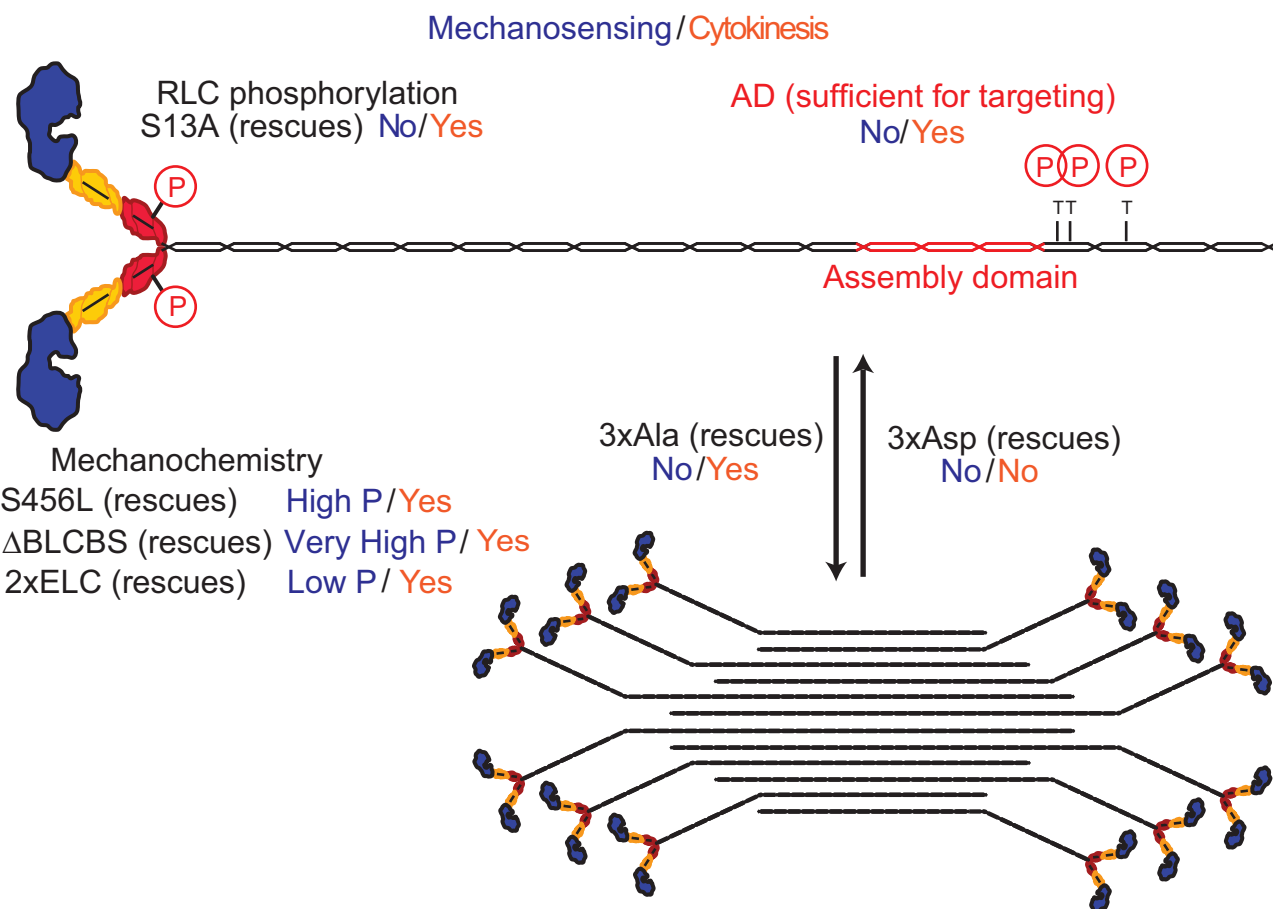 Mechanosensing/Cytokinesis
RLC phosphorylation
S13A (rescues) No/Yes
AD (sufficient for targeting)
No/Yes
P
P
P P P
T T T
Assembly domain
3xAla (rescues)
No/Yes
3xAsp (rescues)
No/No
Mechanochemistry
S456L (rescues) High P/Yes
ΔBLCBS (rescues) Very High P/Yes
2xELC (rescues) Low P/Yes